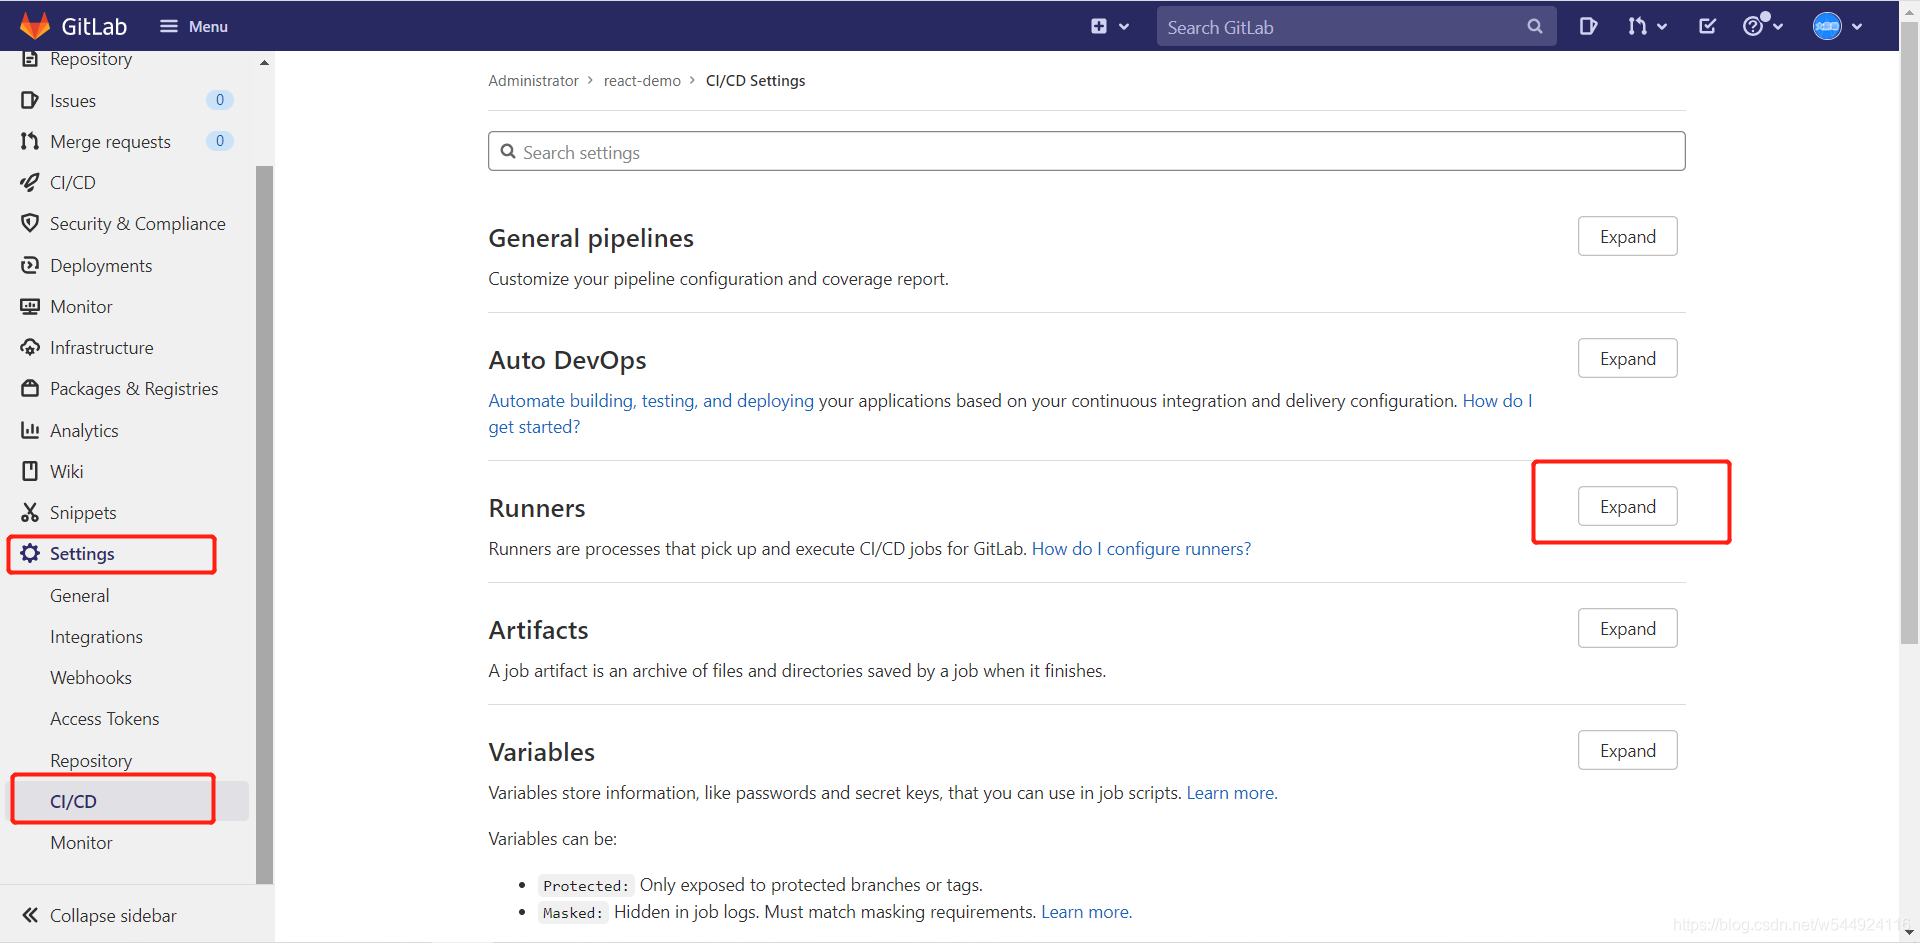 GitLab
Menu
Search GitLab
Repository
Issues 0
Merge requests 0
CI/CD
Security & Compliance
Deployments
Monitor
Infrastructure
Packages & Registries
Analytics
Wiki
Snippets
Settings
General
Integrations
Webhooks
Access Tokens
Repository
CI/CD
Monitor
Collapse sidebar
Administrator › react-demo › CI/CD Settings
Search settings
General pipelines
Expand
Customize your pipeline configuration and coverage report.
Auto DevOps
Expand
Automate building, testing, and deploying your applications based on your continuous integration and delivery configuration. How do I
get started?
Runners
Expand
Runners are processes that pick up and execute CI/CD jobs for GitLab. How do I configure runners?
Artifacts
Expand
A job artifact is an archive of files and directories saved by a job when it finishes.
Variables
Expand
Variables store information, like passwords and secret keys, that you can use in job scripts. Learn more.
Variables can be:
• Protected: Only exposed to protected branches or tags.
• Masked: Hidden in job logs. Must match masking requirements. Learn more.